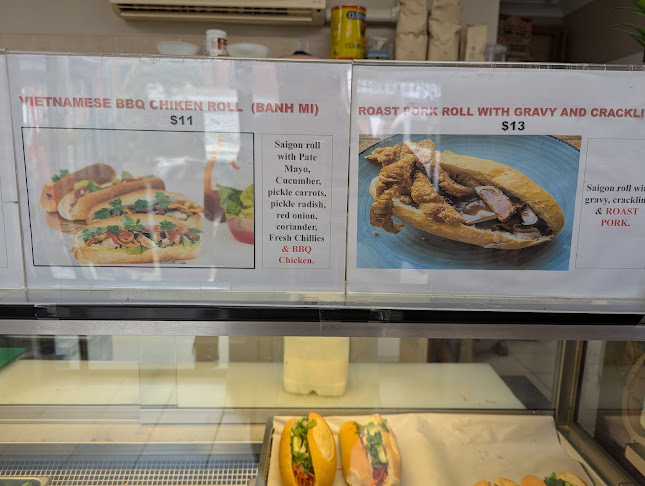 VIETNAMESE BBQ CHIKEN ROLL (BANH MI)
$11
Saigon roll
with Pate
Mayo,
Cucumber,
pickle carrots,
pickle radish,
red onion,
coriander,
Fresh Chillies
& BBQ
Chicken.
ROAST PORK ROLL WITH GRAVY AND CRACKLI
$13
Saigon roll wi
gravy, crackling
& ROAST
PORK.